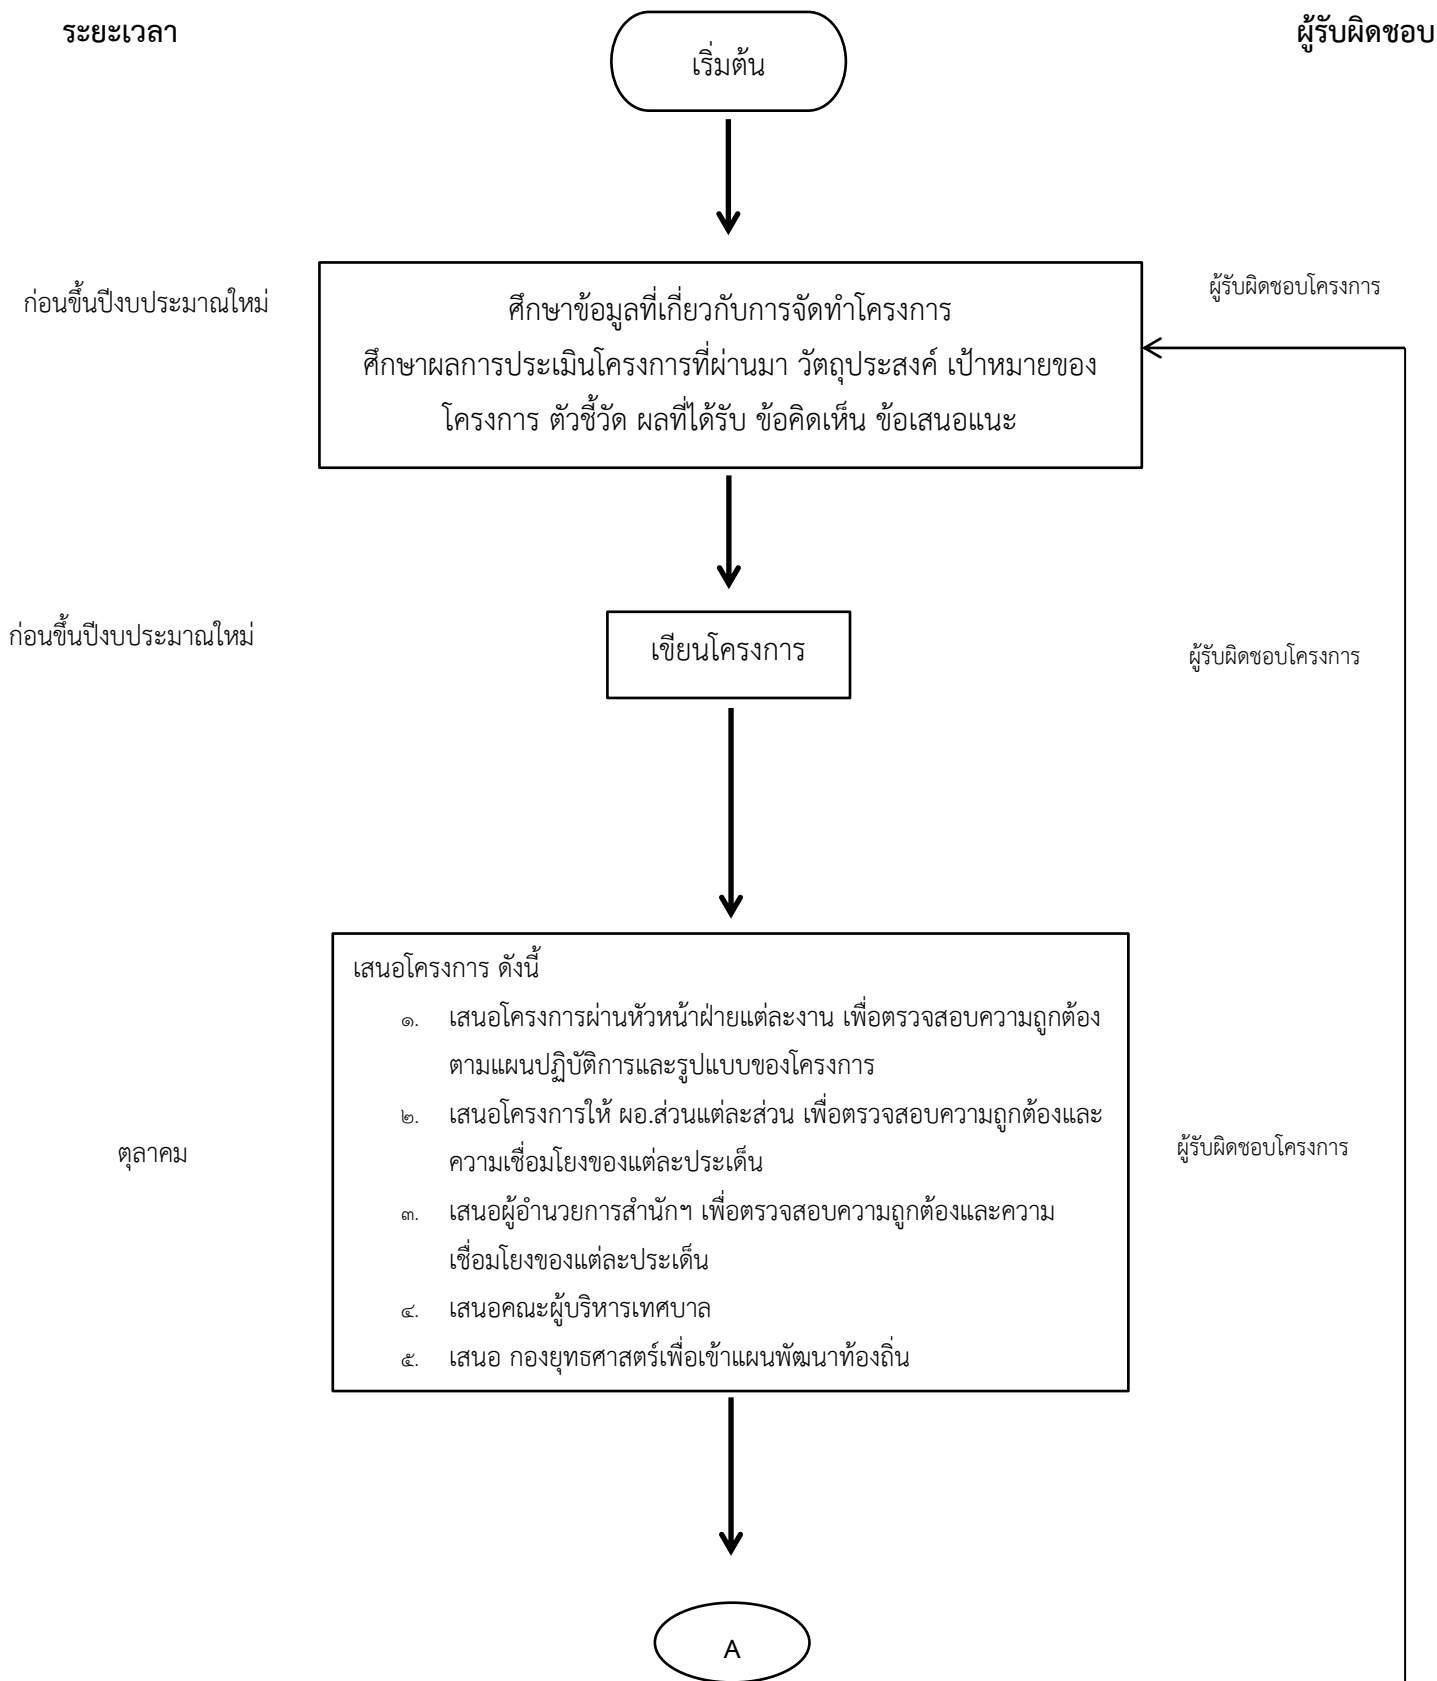 ระยะเวลา
ผู้รับผิดชอบ
เริ่มต้น
ก่อนขึ้นปีงบประมาณใหม่
ศึกษาข้อมูลที่เกี่ยวกับการจัดทำโครงการ
ศึกษาผลการประเมินโครงการที่ผ่านมา วัตถุประสงค์ เป้าหมายของ
โครงการ ตัวชี้วัด ผลที่ได้รับ ข้อคิดเห็น ข้อเสนอแนะ
ผู้รับผิดชอบโครงการ
ก่อนขึ้นปีงบประมาณใหม่
เขียนโครงการ
ผู้รับผิดชอบโครงการ
เสนอโครงการ ดังนี้
๑. เสนอโครงการผ่านหัวหน้าฝ่ายแต่ละงาน เพื่อตรวจสอบความถูกต้อง
ตามแผนปฏิบัติการและรูปแบบของโครงการ
๒. เสนอโครงการให้ ผอ.ส่วนแต่ละส่วน เพื่อตรวจสอบความถูกต้องและ
ความเชื่อมโยงของแต่ละประเด็น
๓. เสนอผู้อำนวยการสำนักฯ เพื่อตรวจสอบความถูกต้องและความ
เชื่อมโยงของแต่ละประเด็น
๔. เสนอคณะผู้บริหารเทศบาล
๕. เสนอ กองยุทธศาสตร์เพื่อเข้าแผนพัฒนาท้องถิ่น
ตุลาคม
ผู้รับผิดชอบโครงการ
A